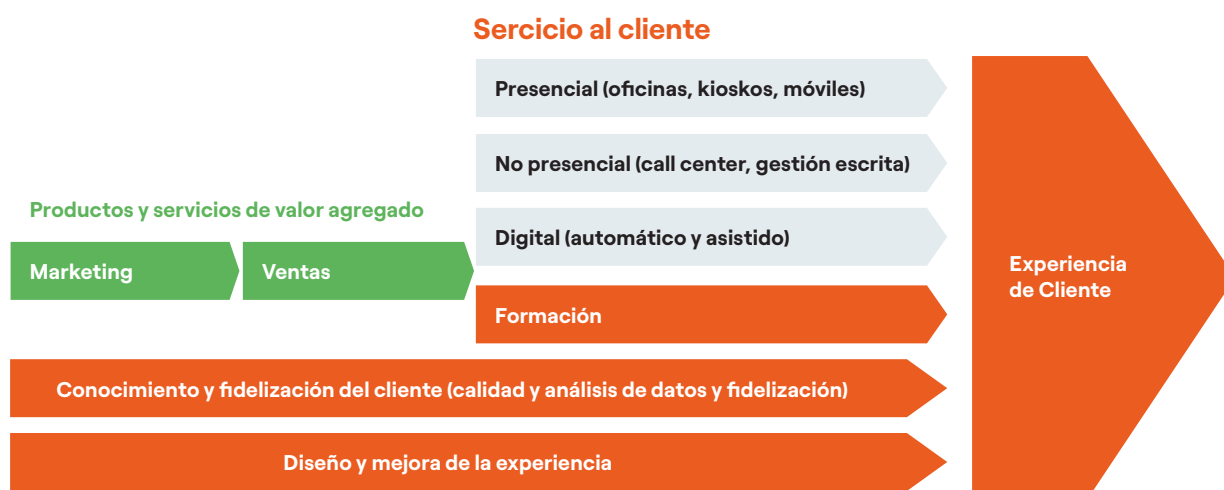 Sercicio al cliente
Presencial (oficinas, kioskos, móviles)
No presencial (call center, gestión escrita)
Productos y servicios de valor agregado
Digital (automático y asistido)
Marketing
Ventas
Experiencia
de Cliente
Formación
Conocimiento y fidelización del cliente (calidad y análisis de datos y fidelización)
Diseño y mejora de la experiencia